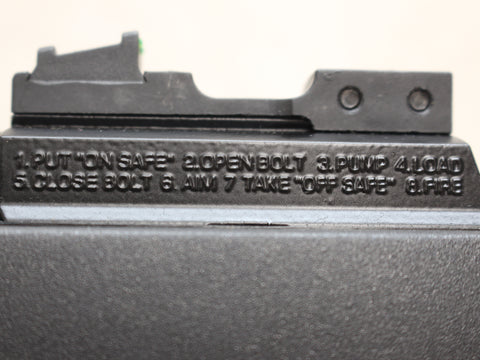 1. PUT "ON SAFE" 2. OPEN BOLT 3. PUMP 4. LOAD
5. CLOSE BOLT 6. AIM 7 TAKE "OFF SAFE" 8. FIRE